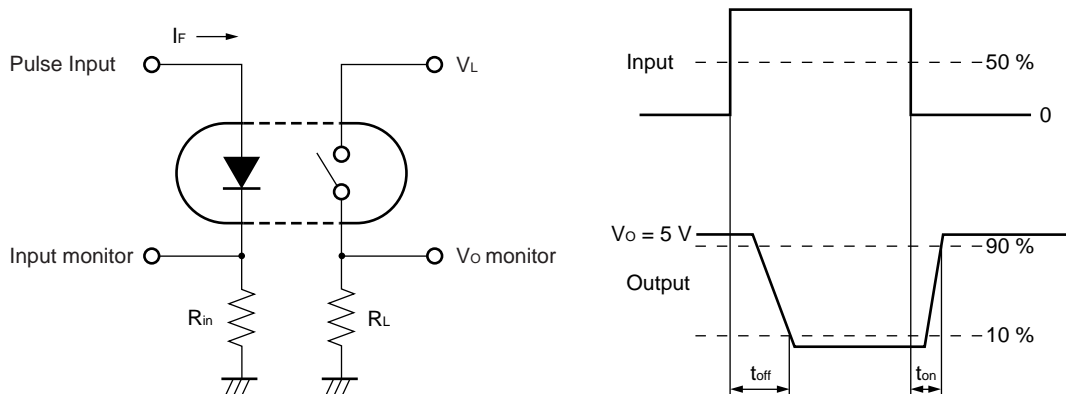 IF
Pulse Input
VL
Input monitor
VO monitor
Rin
RL
Input
50 %
0
VO = 5 V
90 %
Output
10 %
toff
ton